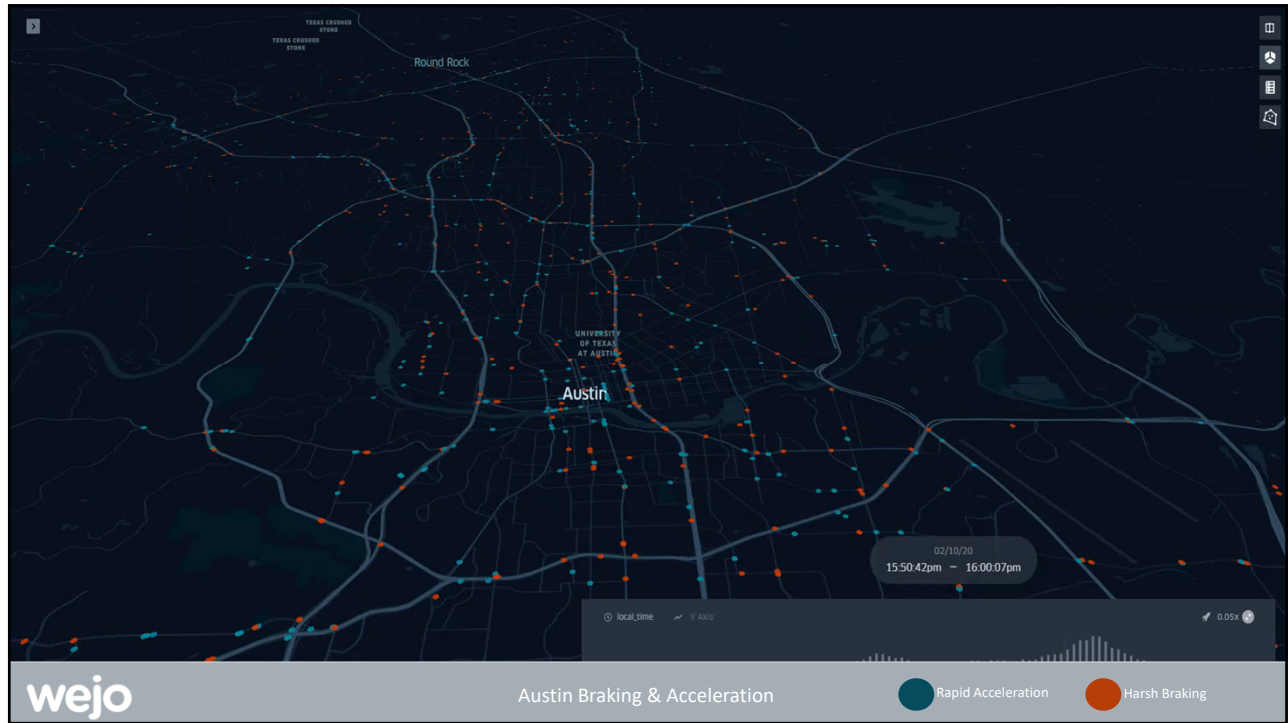 TEXAS CRUSHED
STONE
TEXAS CRUSHED
STONE
Round Rock
UNIVERSITY
OF TEXAS
AT AUSTIN
Austin
02/10/20
15:50:42pm – 16:00:07pm
local_time
Y Axis
0.05x
wejo
Austin Braking & Acceleration
Rapid Acceleration
Harsh Braking